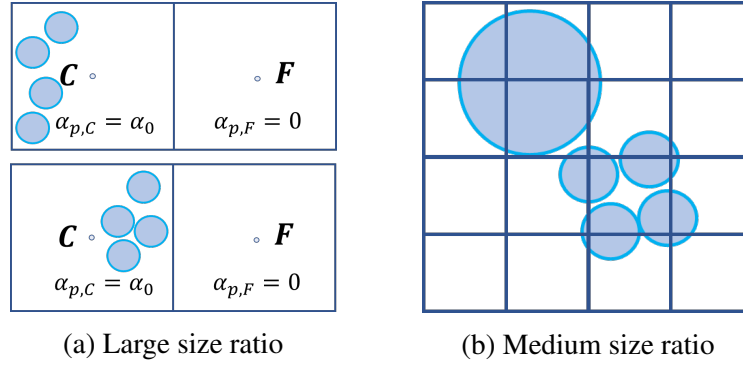 C F
α_{p,C} = α_0 α_{p,F} = 0
C F
α_{p,C} = α_0 α_{p,F} = 0
(a) Large size ratio (b) Medium size ratio